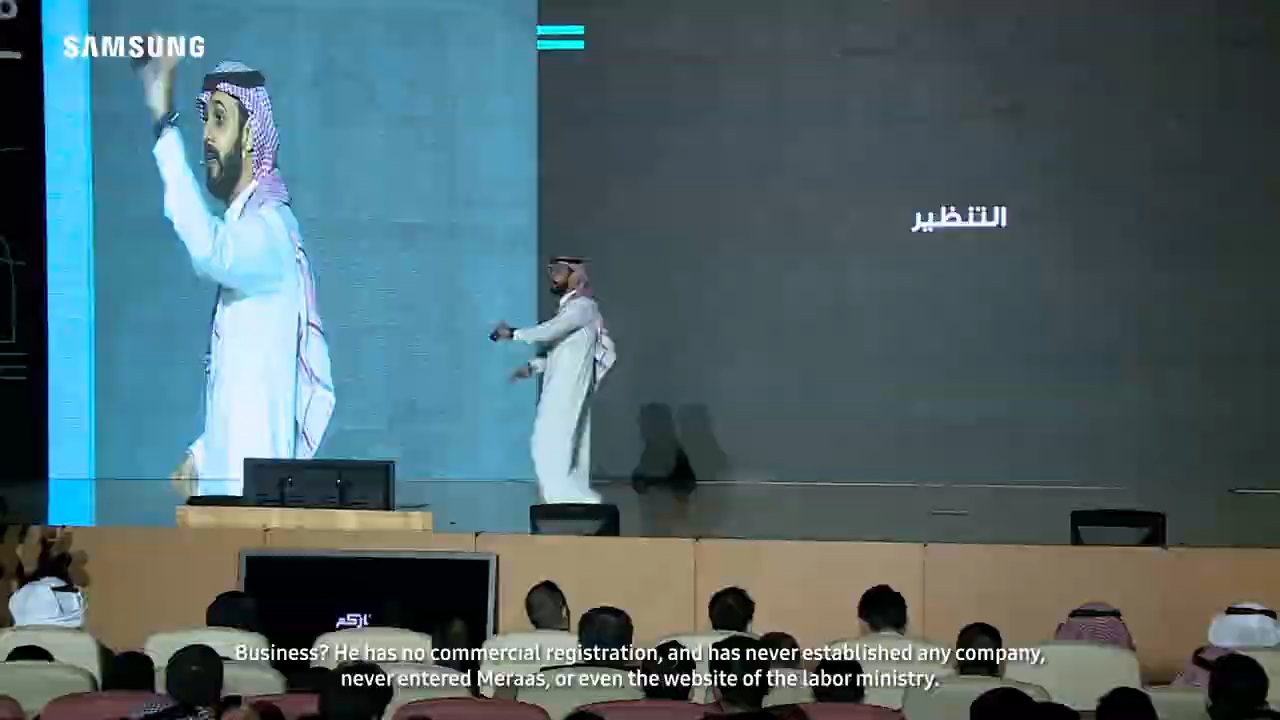 SAMSUNG
التنظير
Business? He has no commercial registration, and has never established any company,
never entered Meraas, or even the website of the labor ministry.